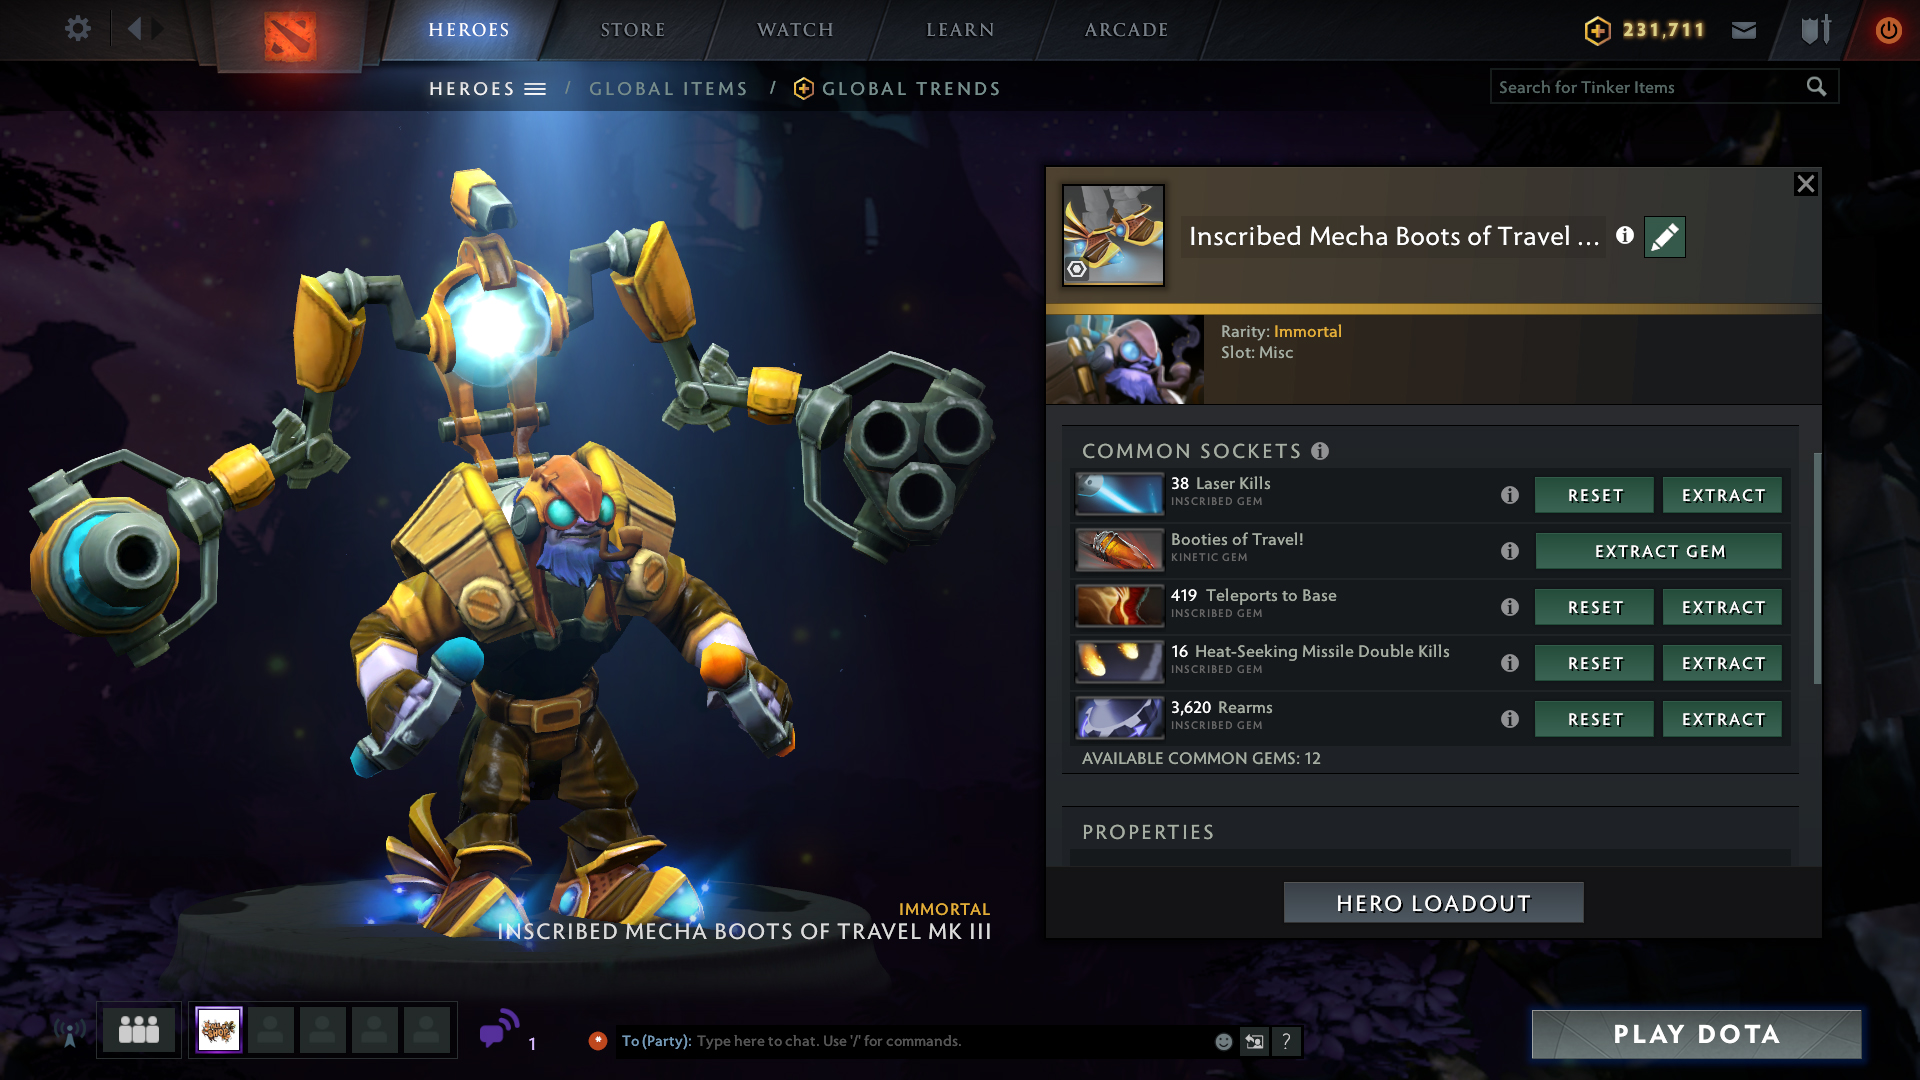 HEROES
STORE
WATCH
LEARN
ARCADE
231,711
HEROES / GLOBAL ITEMS / GLOBAL TRENDS
Search for Tinker Items
Inscribed Mecha Boots of Travel ...
Rarity: Immortal
Slot: Misc
COMMON SOCKETS
38 Laser Kills
INSCRIBED GEM
RESET
EXTRACT
Booties of Travel!
KINETIC GEM
EXTRACT GEM
419 Teleports to Base
INSCRIBED GEM
RESET
EXTRACT
16 Heat-Seeking Missile Double Kills
INSCRIBED GEM
RESET
EXTRACT
3,620 Rearms
INSCRIBED GEM
RESET
EXTRACT
AVAILABLE COMMON GEMS: 12
PROPERTIES
HERO LOADOUT
IMMORTAL
INSCRIBED MECHA BOOTS OF TRAVEL MK III
1
To (Party): Type here to chat. Use '/' for commands.
?
PLAY DOTA